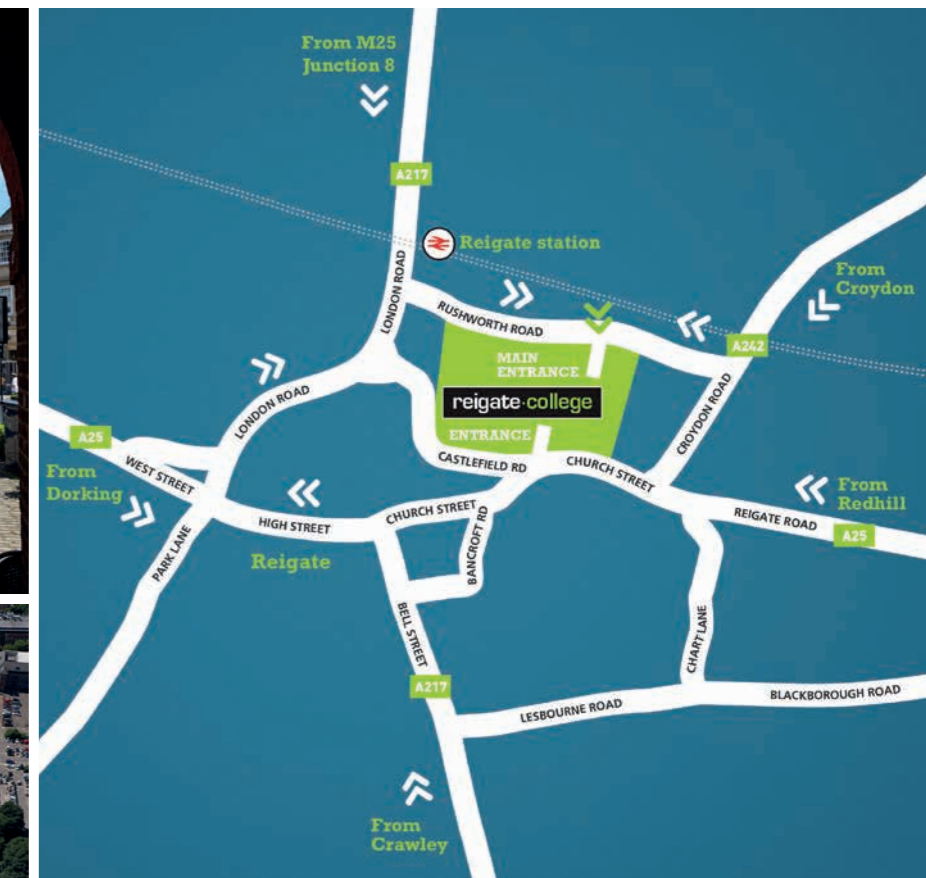 From M25
Junction 8
A217
Reigate station
LONDON ROAD
From
Croydon
RUSHWORTH ROAD
A242
MAIN
ENTRANCE
reigate·college
ENTRANCE
LONDON ROAD
CROYDON ROAD
A25
WEST STREET
From
Dorking
CASTLEFIELD RD
CHURCH STREET
From
Redhill
HIGH STREET
CHURCH STREET
REIGATE ROAD
A25
Reigate
PARK LANE
BANCROFT RD
BELL STREET
CHART LANE
A217
LESBOURNE ROAD
BLACKBOROUGH ROAD
From
Crawley